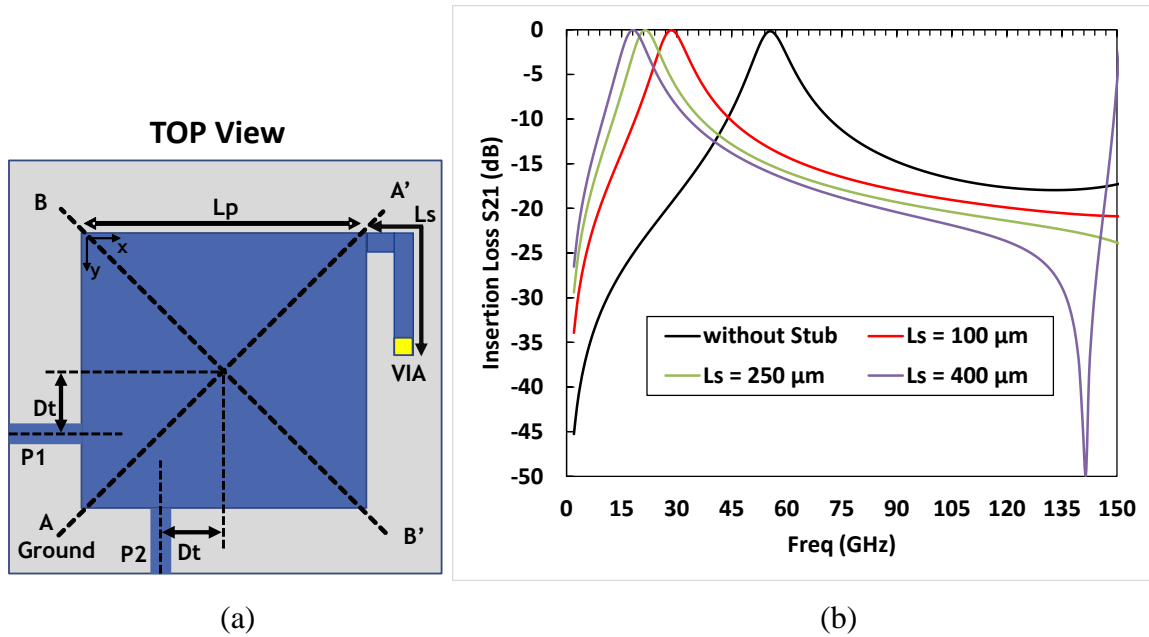 TOP View
B
A'
Lp
Ls
x
y
Dt
VIA
P1
A
Ground
P2
Dt
B'
(a)
Insertion Loss S21 (dB)
0
-5
-10
-15
-20
-25
-30
-35
-40
-45
-50
without Stub
Ls = 100 μm
Ls = 250 μm
Ls = 400 μm
0 15 30 45 60 75 90 105 120 135 150
Freq (GHz)
(b)